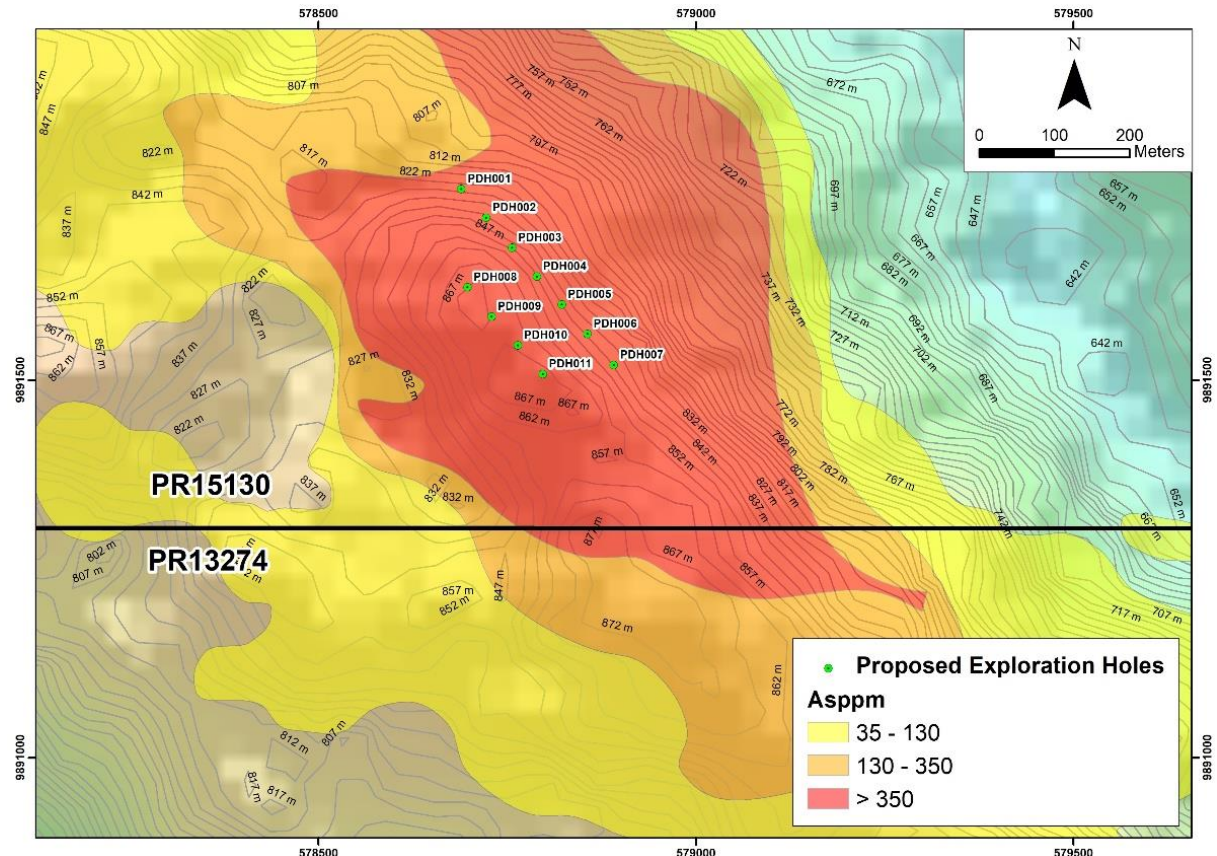 578500
579000
579500
N
0
100
200
Meters
757 m
752 m
777 m
672 m
807 m
807 m
847 m
762 m
797 m
822 m
812 m
817 m
822 m
722 m
842 m
697 m
657 m
652 m
PDH001
837 m
657 m
647 m
PDH002
847 m
PDH003
667 m
677 m
682 m
642 m
PDH004
822 m
867 m
PDH008
737 m
732 m
852 m
PDH005
PDH009
712 m
692 m
827 m
PDH006
727 m
702 m
867 m
857 m
862 m
837 m
PDH010
642 m
827 m
PDH007
PDH011
9891500
9891500
832 m
827 m
687 m
867 m
867 m
862 m
822 m
832 m
842 m
852 m
772 m
792 m
802 m
857 m
782 m
767 m
PR15130
837 m
832 m
832 m
827 m
817 m
837 m
652 m
742 m
802 m
807 m
PR13274
867 m
857 m
847 m
857 m
852 m
717 m
707 m
872 m
862 m
Proposed Exploration Holes
Asppm
35 - 130
130 - 350
> 350
812 m
807 m
817 m
817 m
9891000
9891000
578500
579000
579500